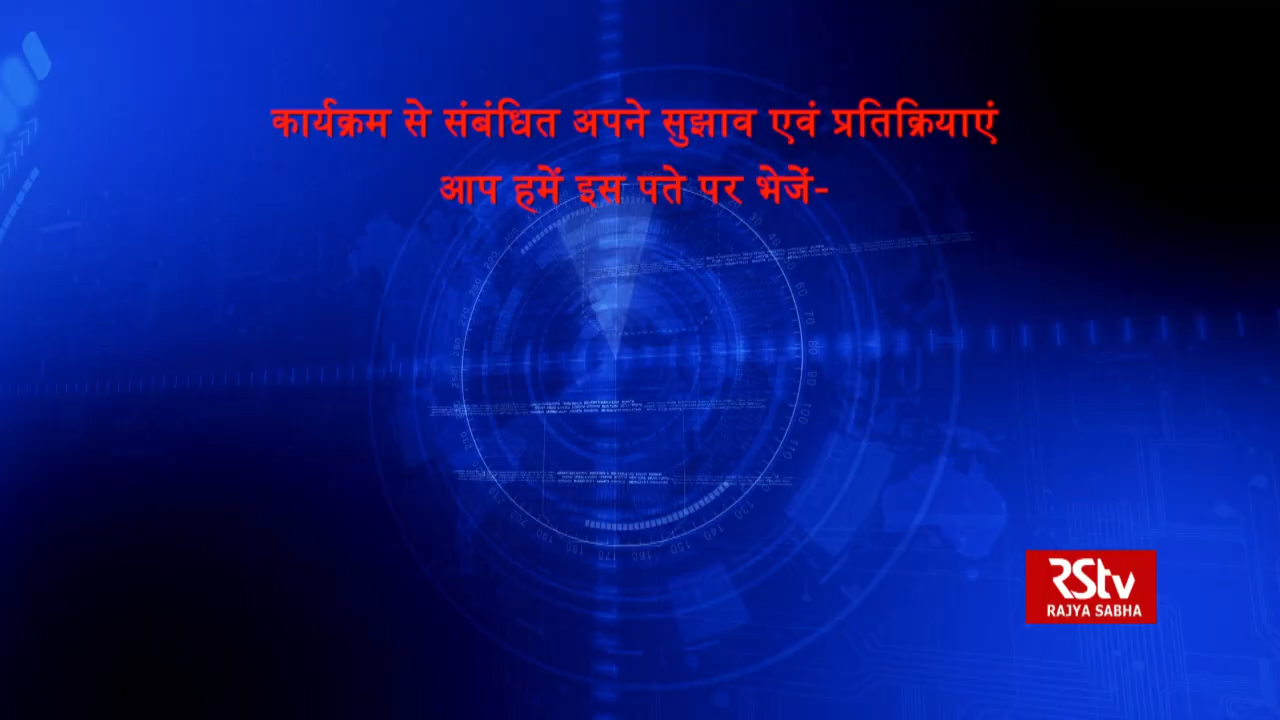 कार्यक्रम से संबंधित अपने सुझाव एवं प्रतिक्रियाएं
आप हमें इस पते पर भेजें-
RStv
RAJYA SABHA